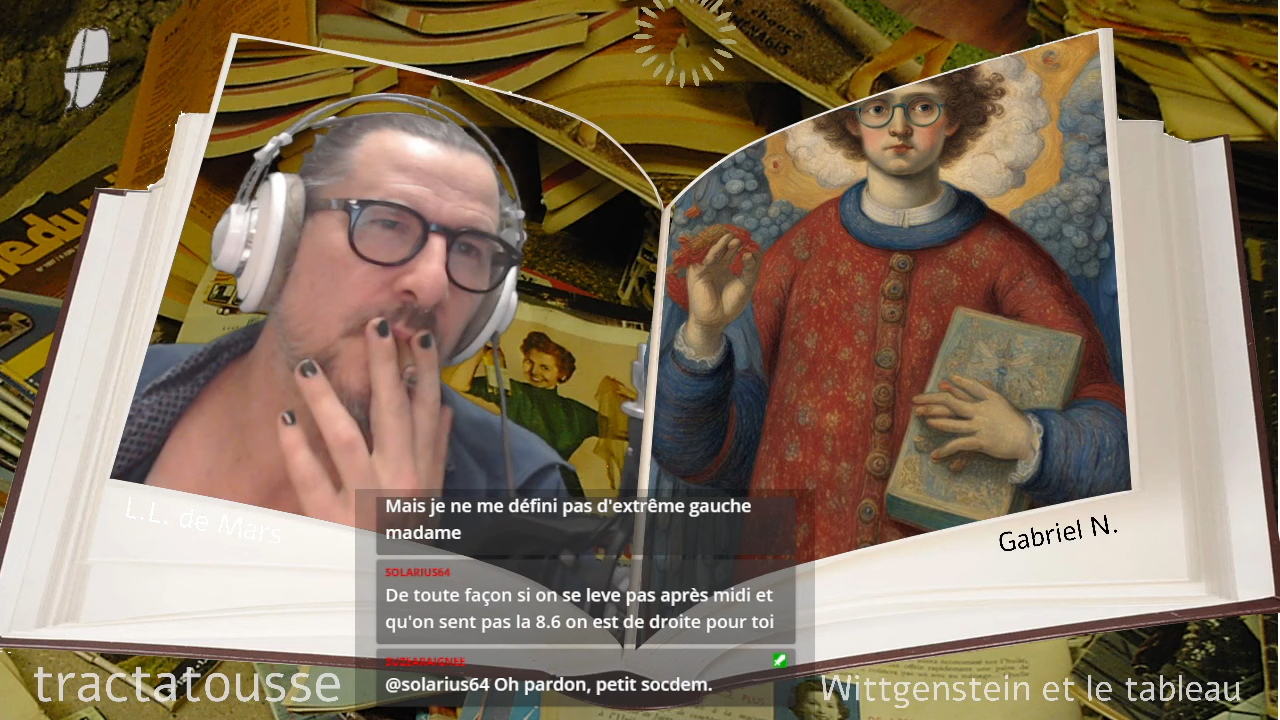 L.L. de Mars
Gabriel N.
Mais je ne me défini pas d'extrême gauche
madame
SOLARIUS64
De toute façon si on se leve pas après midi et
qu'on sent pas la 8.6 on est de droite pour toi
SUZEARAIGNEE
@solarius64 Oh pardon, petit socdem.
tractatousse
Wittgenstein et le tableau